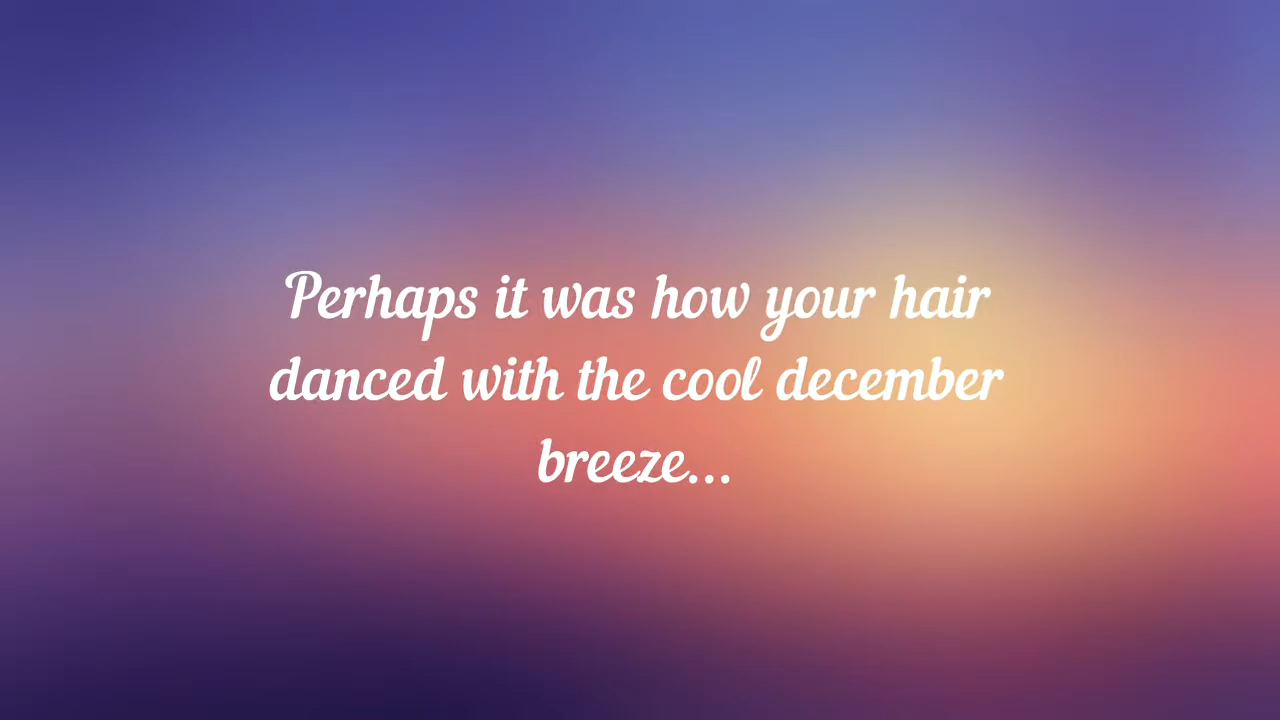 Perhaps it was how your hair
danced with the cool december
breeze...